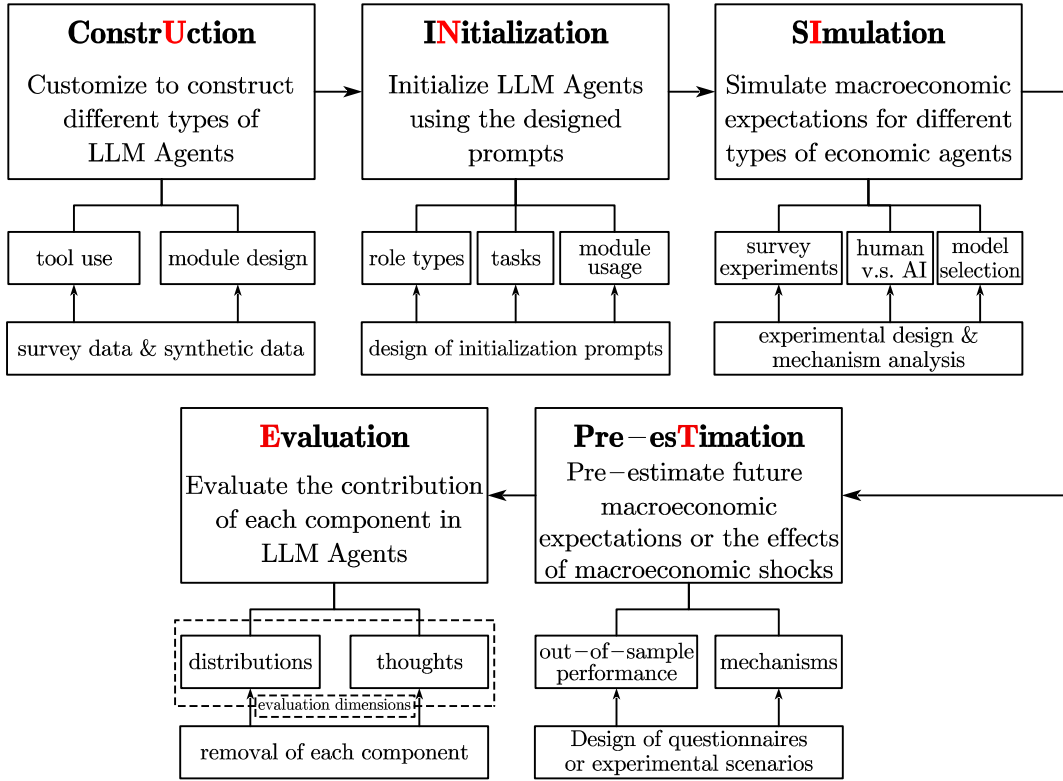 ConstrUction
Customize to construct
different types of
LLM Agents
tool use
module design
survey data & synthetic data
INitialization
Initialize LLM Agents
using the designed
prompts
role types
tasks
module
usage
design of initialization prompts
SImulation
Simulate macroeconomic
expectations for different
types of economic agents
survey
experiments
human
v.s. AI
model
selection
experimental design &
mechanism analysis
Evaluation
Evaluate the contribution
of each component in
LLM Agents
distributions
thoughts
evaluation dimensions
removal of each component
Pre−esTimation
Pre−estimate future
macroeconomic
expectations or the effects
of macroeconomic shocks
out−of−sample
performance
mechanisms
Design of questionnaires
or experimental scenarios